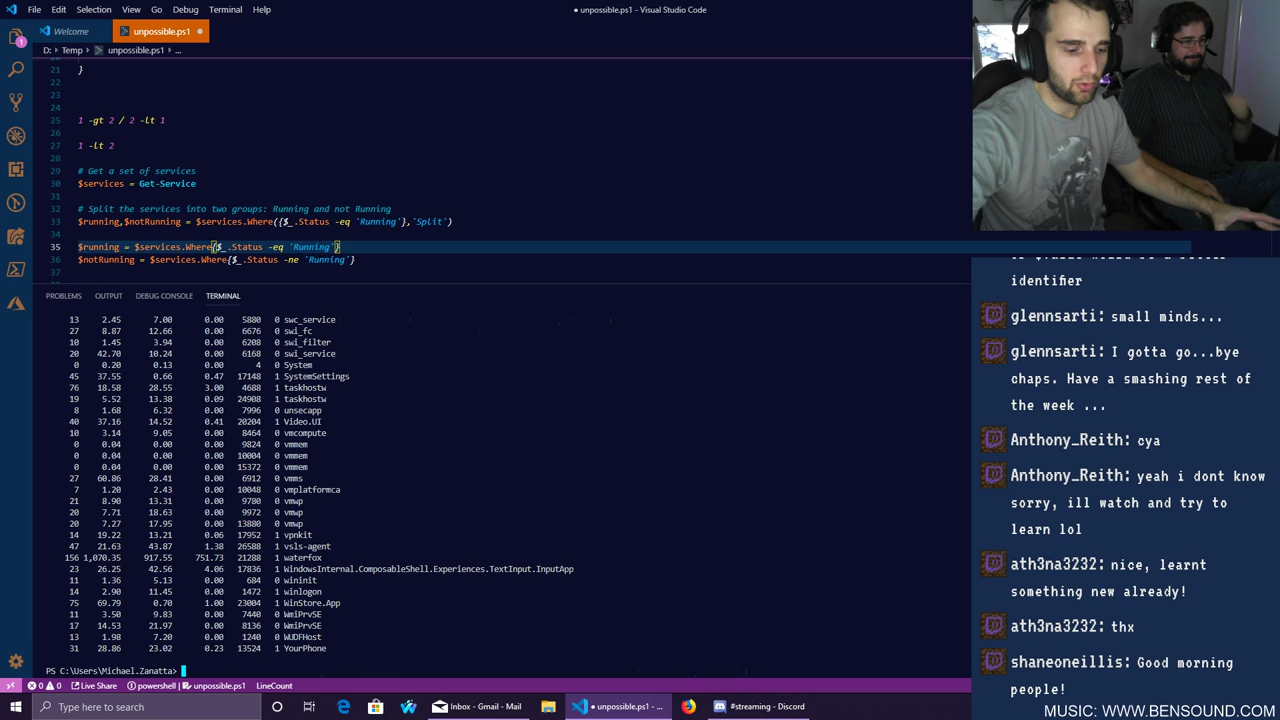 File Edit Selection View Go Debug Terminal Help
● unpossible.ps1 - Visual Studio Code
Welcome
unpossible.ps1 ●
D: > Temp > unpossible.ps1 > ...
21 }
22
23
24
25 1 -gt 2 / 2 -lt 1
26
27 1 -lt 2
28
29 # Get a set of services
30 $services = Get-Service
31
32 # Split the services into two groups: Running and not Running
33 $running,$notRunning = $services.Where({$_.Status -eq 'Running'},'Split')
34
35 $running = $services.Where{$_.Status -eq 'Running'}
36 $notRunning = $services.Where{$_.Status -ne 'Running'}
37
PROBLEMS OUTPUT DEBUG CONSOLE TERMINAL
13 2.45 7.00 0.00 5880 0 swc_service
27 8.87 12.66 0.00 6676 0 swi_fc
10 1.45 3.94 0.00 6208 0 swi_filter
20 42.70 10.24 0.00 6168 0 swi_service
0 0.20 0.13 0.00 4 0 System
45 37.55 0.66 0.47 17148 1 SystemSettings
76 18.58 28.55 3.00 4688 1 taskhostw
19 5.52 13.38 0.09 24908 1 taskhostw
8 1.68 6.32 0.00 7996 0 unsecapp
40 37.16 14.52 0.41 20204 1 Video.UI
10 3.14 9.05 0.00 8464 0 vmcompute
0 0.04 0.00 0.00 9824 0 vmmem
0 0.04 0.00 0.00 10004 0 vmmem
0 0.04 0.00 0.00 15372 0 vmmem
27 60.86 28.41 0.00 6912 0 vmms
7 1.20 2.43 0.00 10048 0 vmplatformca
21 8.90 13.31 0.00 9780 0 vmwp
20 7.71 18.63 0.00 9972 0 vmwp
20 7.27 17.95 0.00 13880 0 vmwp
14 19.22 13.21 0.06 17952 1 vpnkit
47 21.63 43.87 1.38 26588 1 vsls-agent
156 1,070.35 917.55 751.73 21288 1 waterfox
23 26.25 42.56 4.06 17836 1 WindowsInternal.ComposableShell.Experiences.TextInput.InputApp
11 1.36 5.13 0.00 684 0 wininit
14 2.90 11.45 0.00 1472 1 winlogon
75 69.79 0.70 1.00 23004 1 WinStore.App
11 3.50 9.83 0.00 7440 0 WmiPrvSE
17 14.53 21.97 0.00 8136 0 WmiPrvSE
13 1.98 7.20 0.00 1240 0 WUDFHost
31 28.86 23.02 0.23 13524 1 YourPhone
PS C:\Users\Michael.Zanatta>
0 0 Live Share powershell | unpossible.ps1 LineCount
Type here to search
Inbox - Gmail - Mail
● unpossible.ps1 - ...
#streaming - Discord
identifier
glennsarti: small minds...
glennsarti: I gotta go...bye
chaps. Have a smashing rest of
the week ...
Anthony_Reith: cya
Anthony_Reith: yeah i dont know
sorry, ill watch and try to
learn lol
ath3na3232: nice, learnt
something new already!
ath3na3232: thx
shaneoneillis: Good morning
people!
MUSIC: WWW.BENSOUND.COM